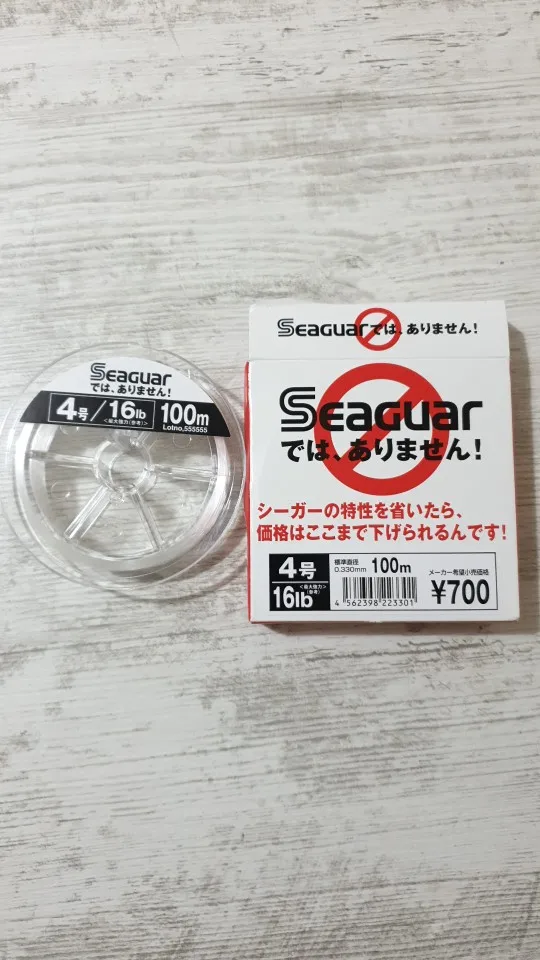 Seaguar
では、ありません!
4号/16lb 100m
<最大強力(参考)>
Lotno,555555
Seaguarでは、ありません!
Seaguar
では、ありません!
シーガーの特性を省いたら、
価格はここまで下げられるんです!
4号
16lb
<最大強力>
(参考)
標準直径
0.330mm
100m
4 562398 223301
メーカー希望小売価格
¥700